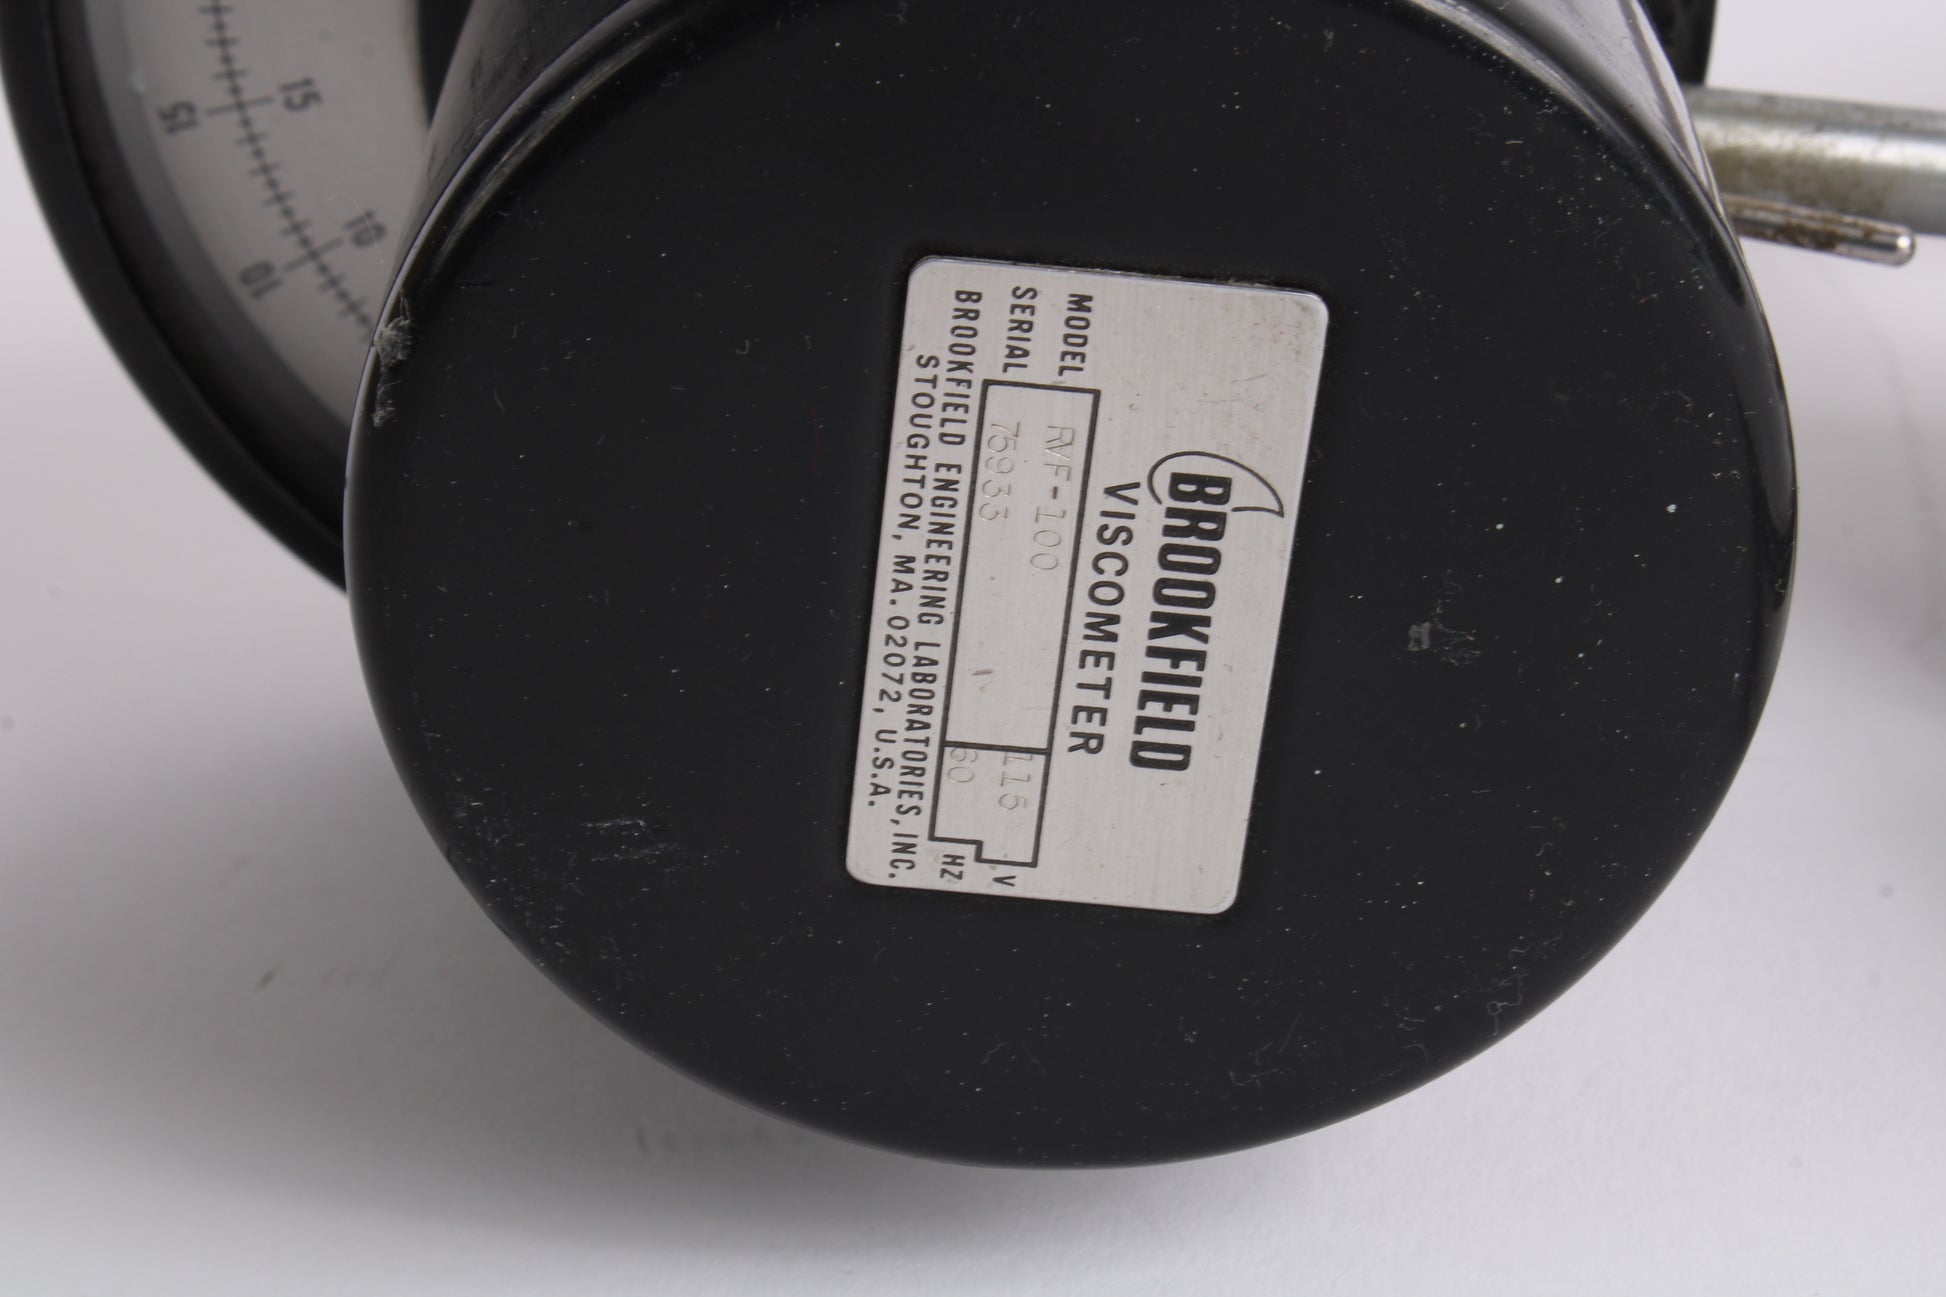 BROOKFIELD
VISCOMETER
MODEL RVF-100 115 V
SERIAL 75933 60 HZ
BROOKFIELD ENGINEERING LABORATORIES, INC.
STOUGHTON, MA. 02072, U.S.A.
15
15
10
10